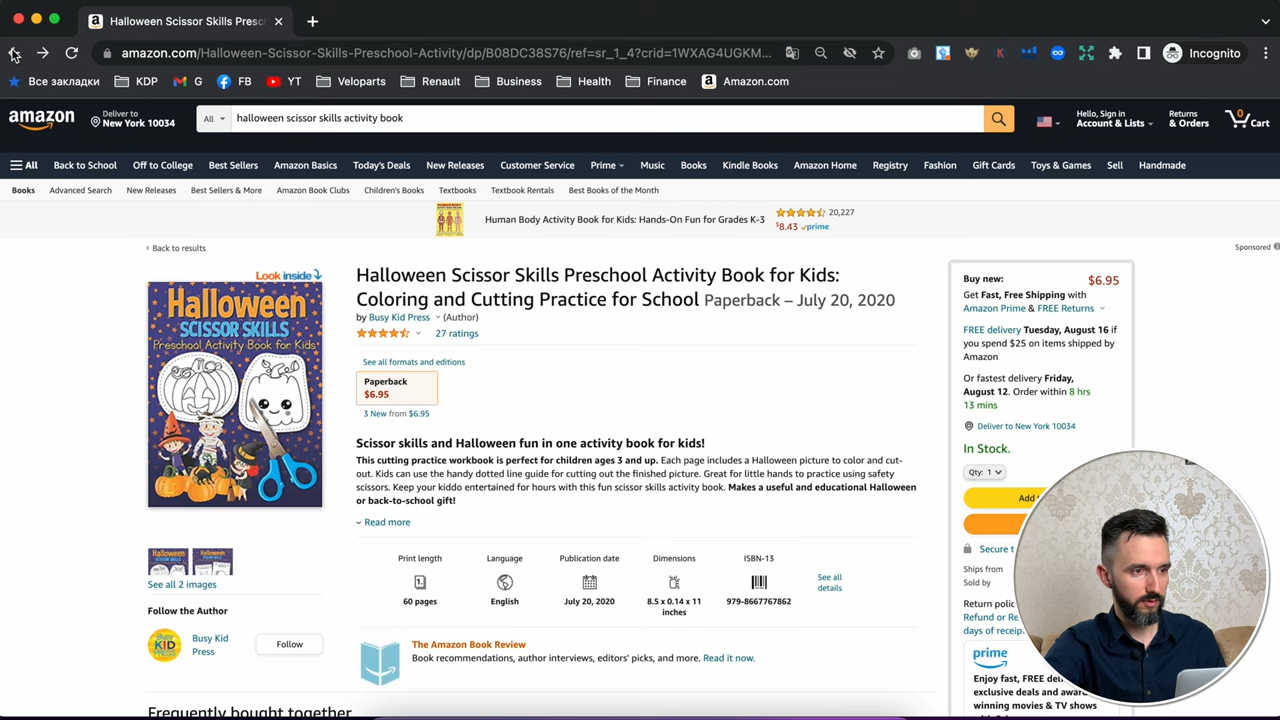 Halloween Scissor Skills Presch
amazon.com/Halloween-Scissor-Skills-Preschool-Activity/dp/B08DC38S76/ref=sr_1_4?crid=1WXAG4UGKM...
Incognito
Все закладки
KDP
G
FB
YT
Veloparts
Renault
Business
Health
Finance
Amazon.com
amazon
Deliver to
New York 10034
All
halloween scissor skills activity book
Hello, Sign in
Account & Lists
Returns
& Orders
0
Cart
All
Back to School
Off to College
Best Sellers
Amazon Basics
Today's Deals
New Releases
Customer Service
Prime
Music
Books
Kindle Books
Amazon Home
Registry
Fashion
Gift Cards
Toys & Games
Sell
Handmade
Books
Advanced Search
New Releases
Best Sellers & More
Amazon Book Clubs
Children's Books
Textbooks
Textbook Rentals
Best Books of the Month
Human Body Activity Book for Kids: Hands-On Fun for Grades K-3
20,227
$8.43 prime
‹ Back to results
Sponsored
Look inside
Halloween
SCISSOR SKILLS
Preschool Activity Book for Kids
See all 2 images
Follow the Author
Busy
KID
PRESS
Busy Kid
Press
Follow
Halloween Scissor Skills Preschool Activity Book for Kids:
Coloring and Cutting Practice for School Paperback – July 20, 2020
by Busy Kid Press (Author)
27 ratings
See all formats and editions
Paperback
$6.95
3 New from $6.95
Scissor skills and Halloween fun in one activity book for kids!
This cutting practice workbook is perfect for children ages 3 and up. Each page includes a Halloween picture to color and cut-
out. Kids can use the handy dotted line guide for cutting out the finished picture. Great for little hands to practice using safety
scissors. Keep your kiddo entertained for hours with this fun scissor skills activity book. Makes a useful and educational Halloween
or back-to-school gift!
Read more
Print length
60 pages
Language
English
Publication date
July 20, 2020
Dimensions
8.5 x 0.14 x 11
inches
ISBN-13
979-8667767862
See all
details
The Amazon Book Review
Book recommendations, author interviews, editors' picks, and more. Read it now.
Frequently bought together
Buy new:
$6.95
Get Fast, Free Shipping with
Amazon Prime & FREE Returns
FREE delivery Tuesday, August 16 if
you spend $25 on items shipped by
Amazon
Or fastest delivery Friday,
August 12. Order within 8 hrs
13 mins
Deliver to New York 10034
In Stock.
Qty: 1
Add
Secure t
Ships from
Sold by
Return polic
Refund or Re
days of receip
prime
Enjoy fast, FREE del
exclusive deals and awar
winning movies & TV shows